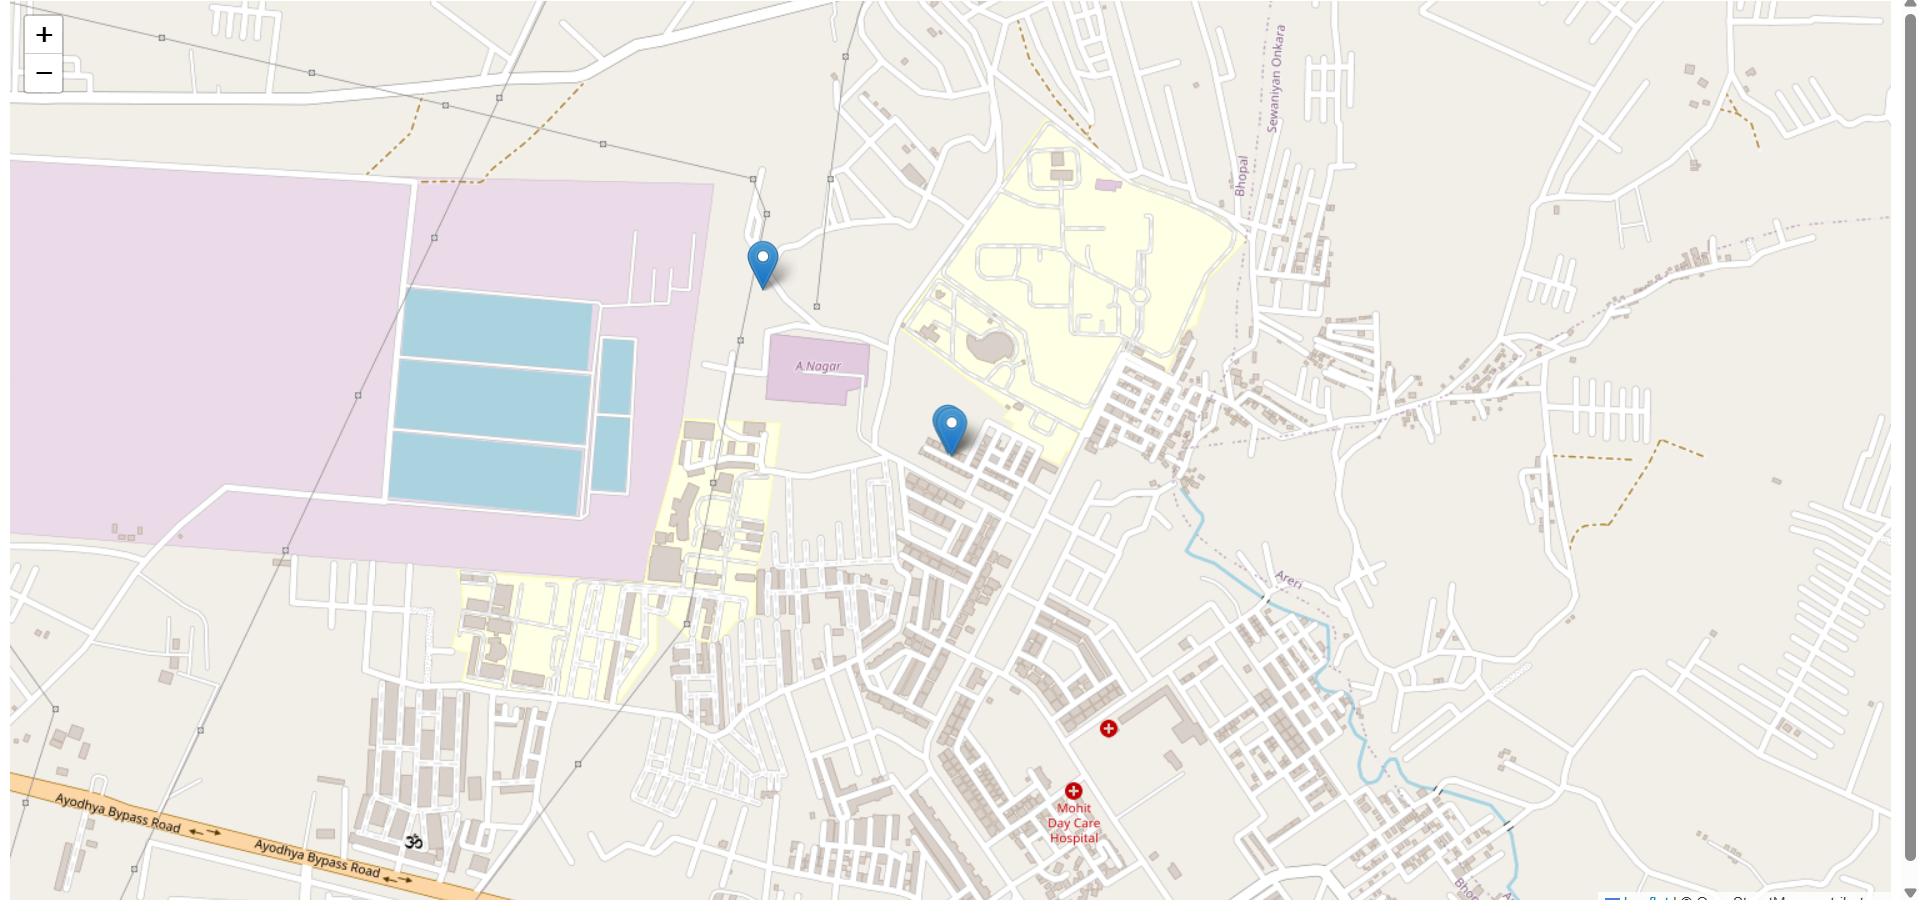 +
−
Sewaniyan Onkara
Bhopal
A.Nagar
Areri
Mohit
Day Care
Hospital
Ayodhya Bypass Road
Ayodhya Bypass Road
ॐ